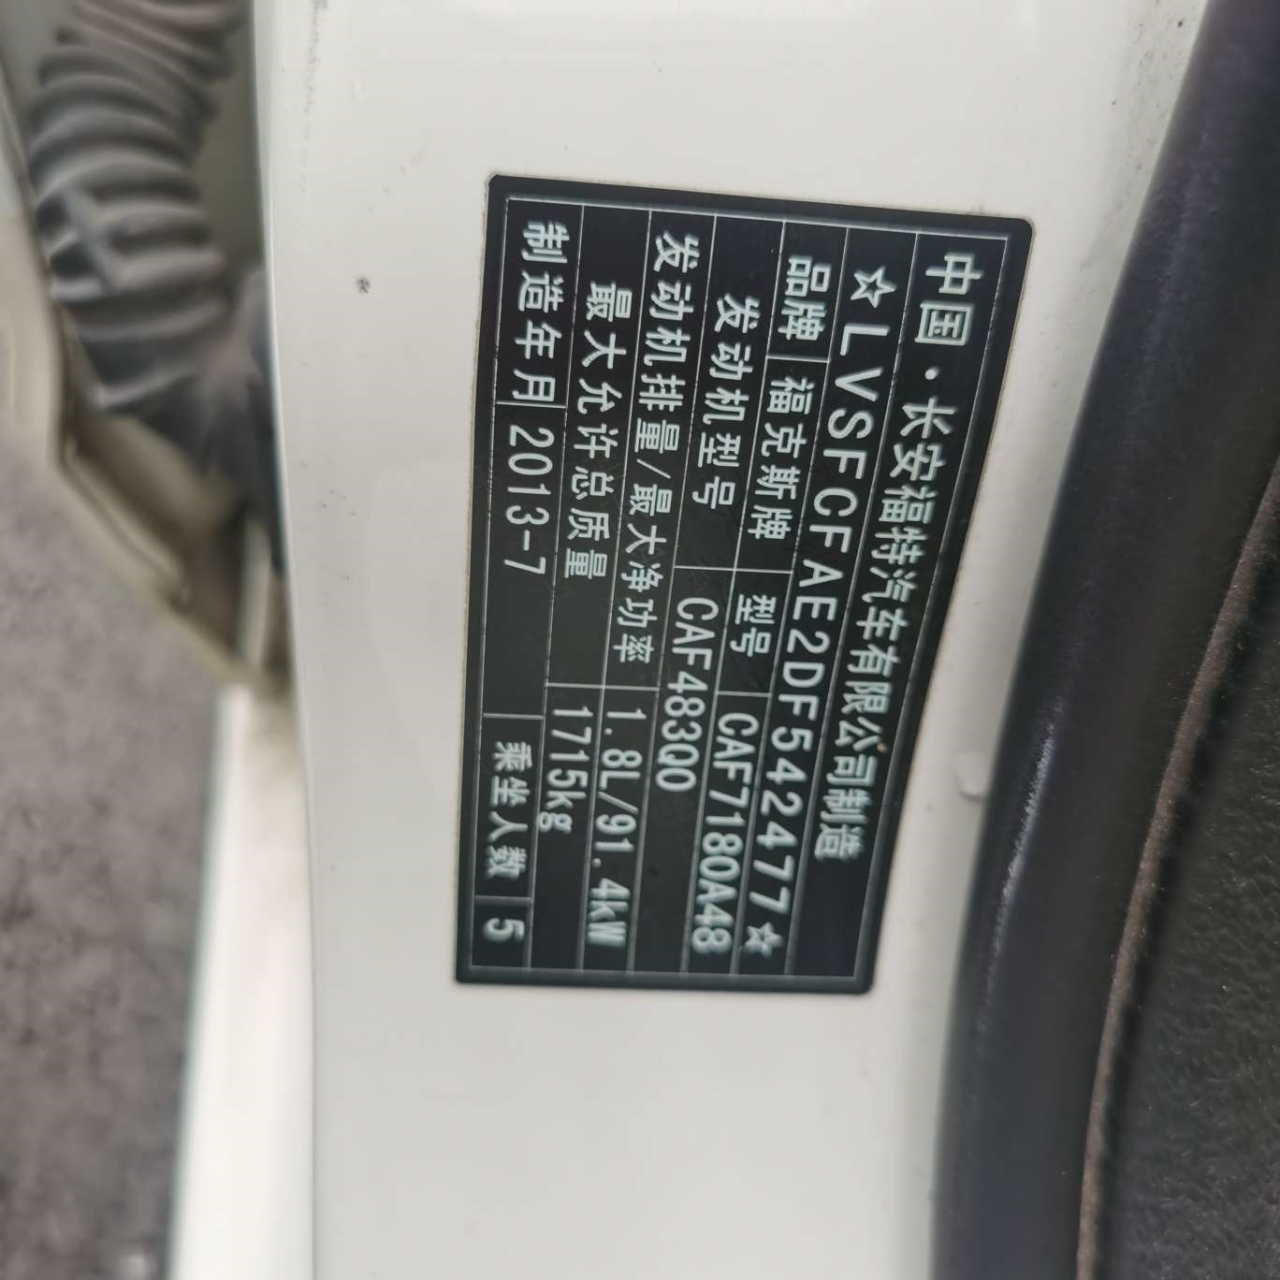 中国·长安福特汽车有限公司制造
☆LVSFCFAE2DF542477☆
品牌 福克斯牌 型号 CAF7180A48
发动机型号 CAF483Q0
发动机排量/最大净功率 1.8L/91.4kW
最大允许总质量 1715kg
制造年月 2013-7 乘坐人数 5